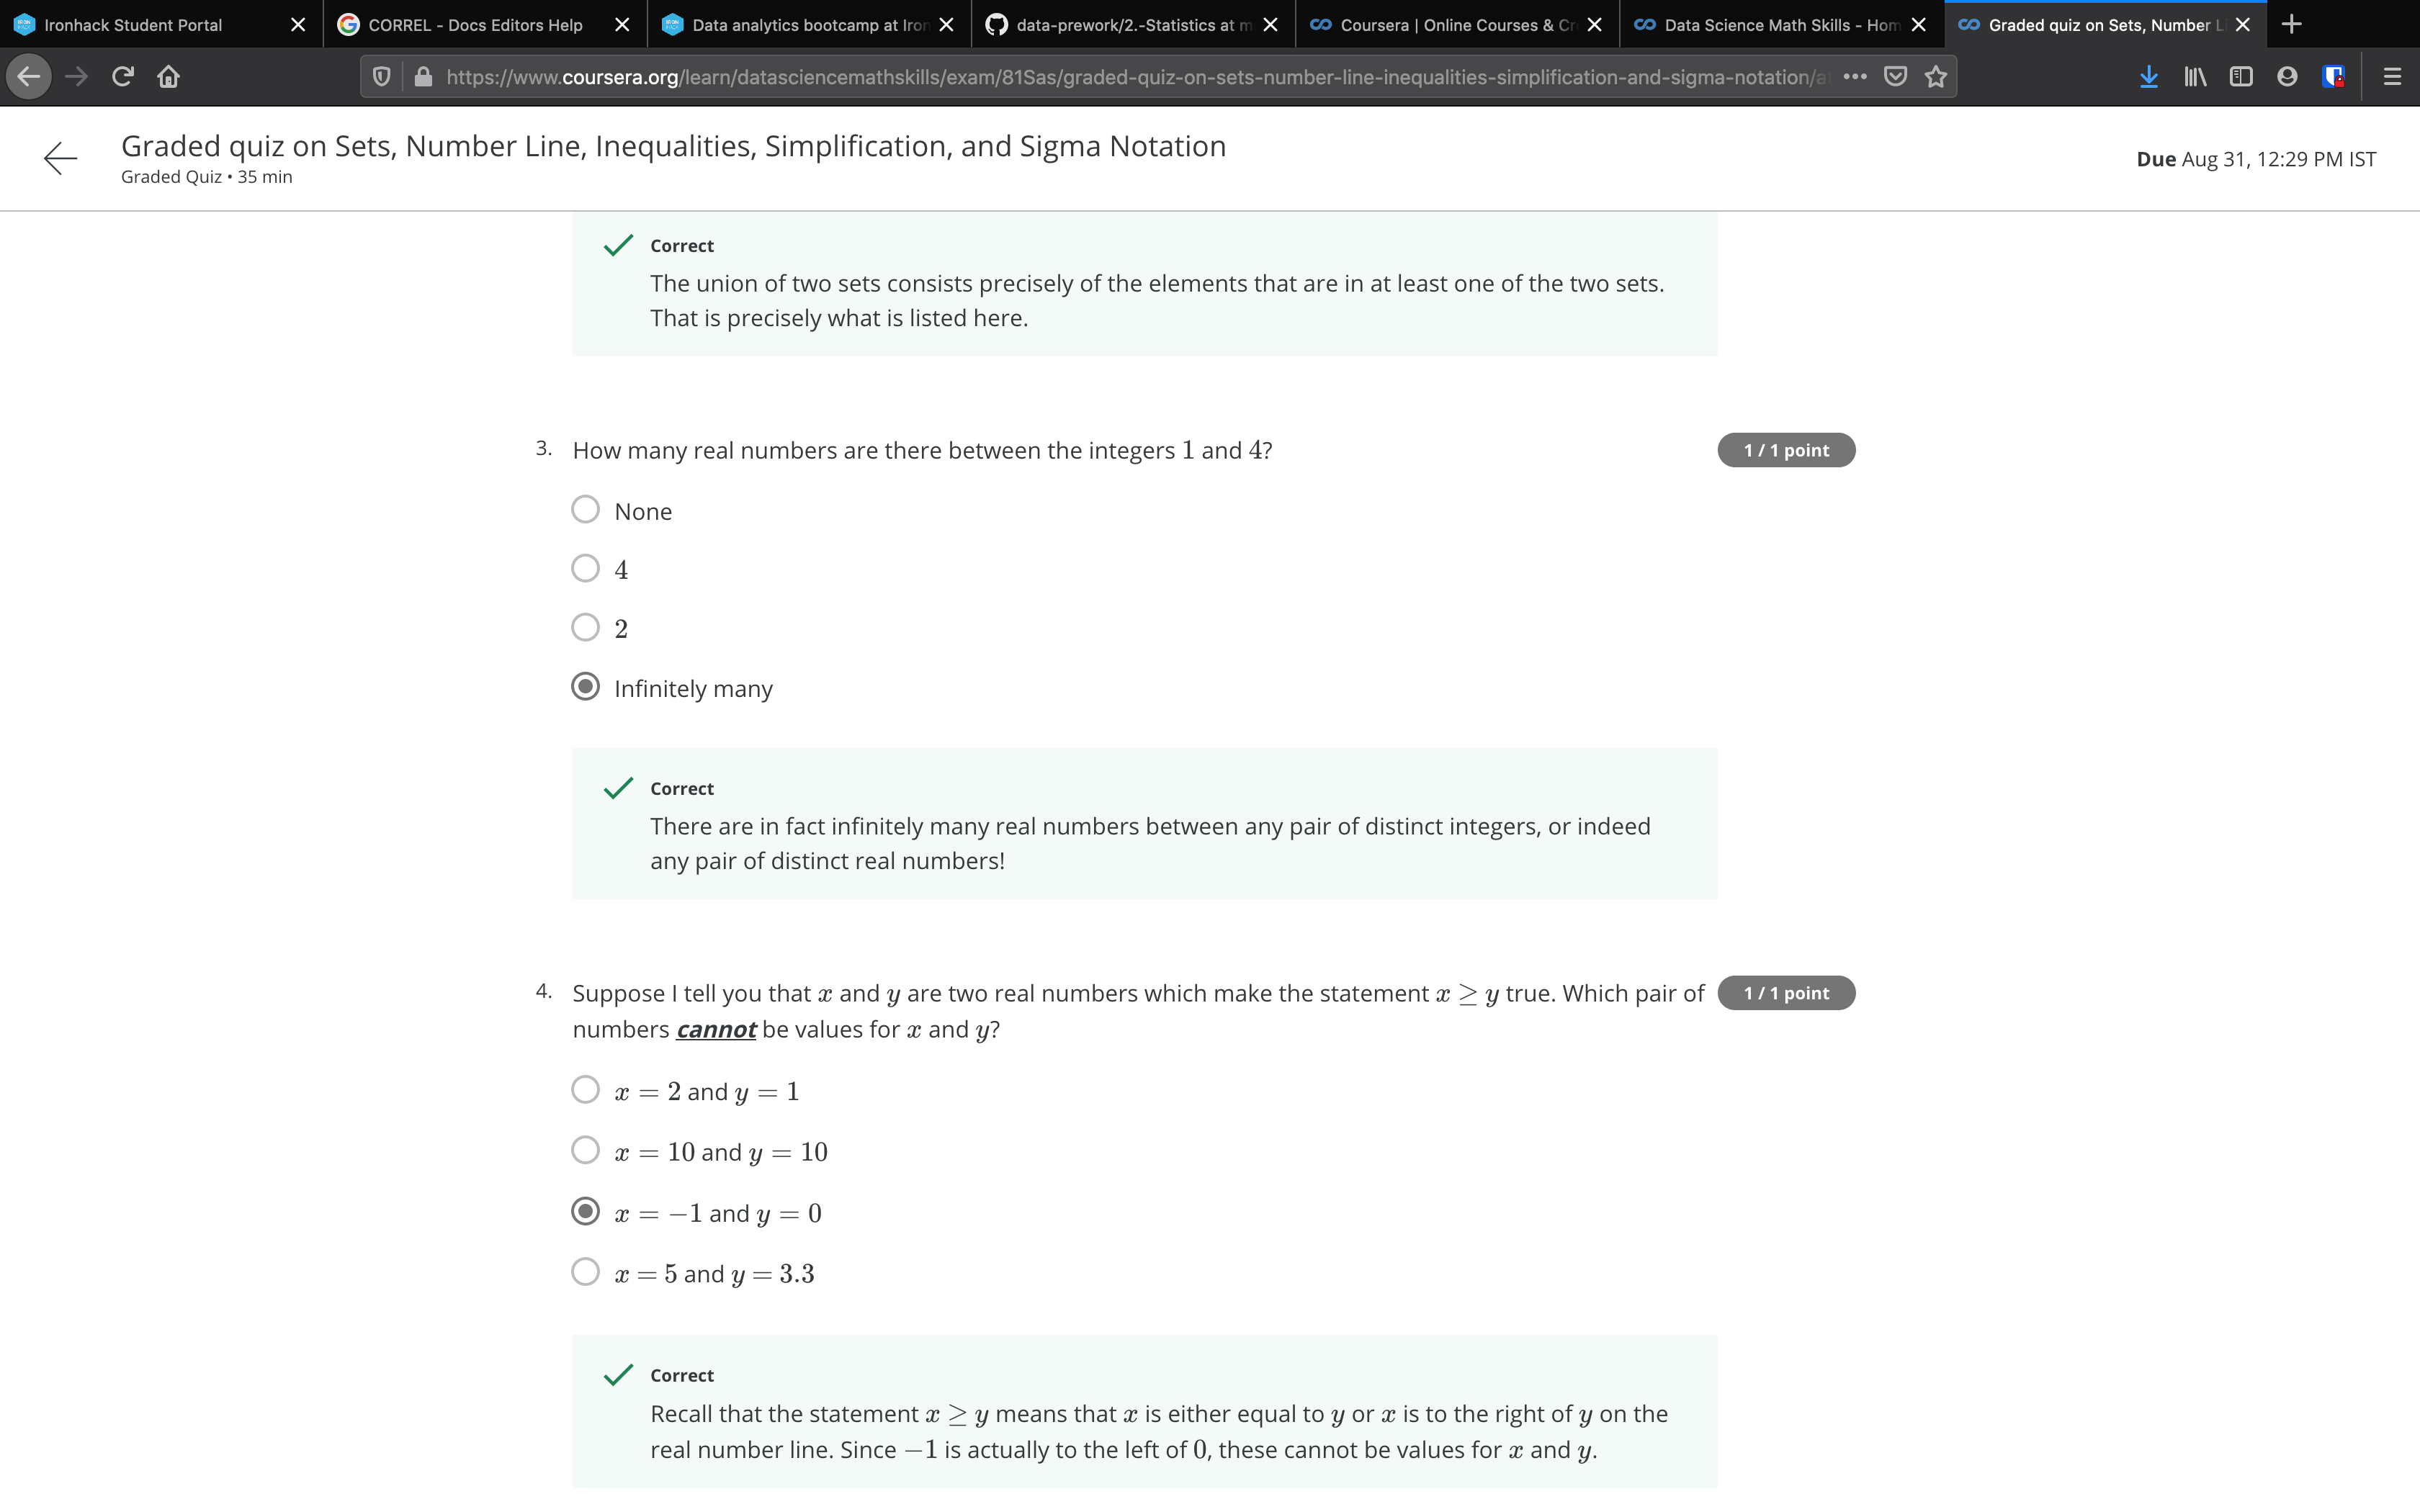 Ironhack Student Portal
CORREL - Docs Editors Help
Data analytics bootcamp at Iron
data-prework/2.-Statistics at m
Coursera | Online Courses & Cr
Data Science Math Skills - Hom
Graded quiz on Sets, Number L
https://www.coursera.org/learn/datasciencemathskills/exam/81Sas/graded-quiz-on-sets-number-line-inequalities-simplification-and-sigma-notation/at
Graded quiz on Sets, Number Line, Inequalities, Simplification, and Sigma Notation
Graded Quiz • 35 min
Due Aug 31, 12:29 PM IST
Correct
The union of two sets consists precisely of the elements that are in at least one of the two sets.
That is precisely what is listed here.
3. How many real numbers are there between the integers 1 and 4?
1 / 1 point
None
4
2
Infinitely many
Correct
There are in fact infinitely many real numbers between any pair of distinct integers, or indeed
any pair of distinct real numbers!
4. Suppose I tell you that x and y are two real numbers which make the statement x ≥ y true. Which pair of
1 / 1 point
numbers cannot be values for x and y?
x = 2 and y = 1
x = 10 and y = 10
x = −1 and y = 0
x = 5 and y = 3.3
Correct
Recall that the statement x ≥ y means that x is either equal to y or x is to the right of y on the
real number line. Since −1 is actually to the left of 0, these cannot be values for x and y.